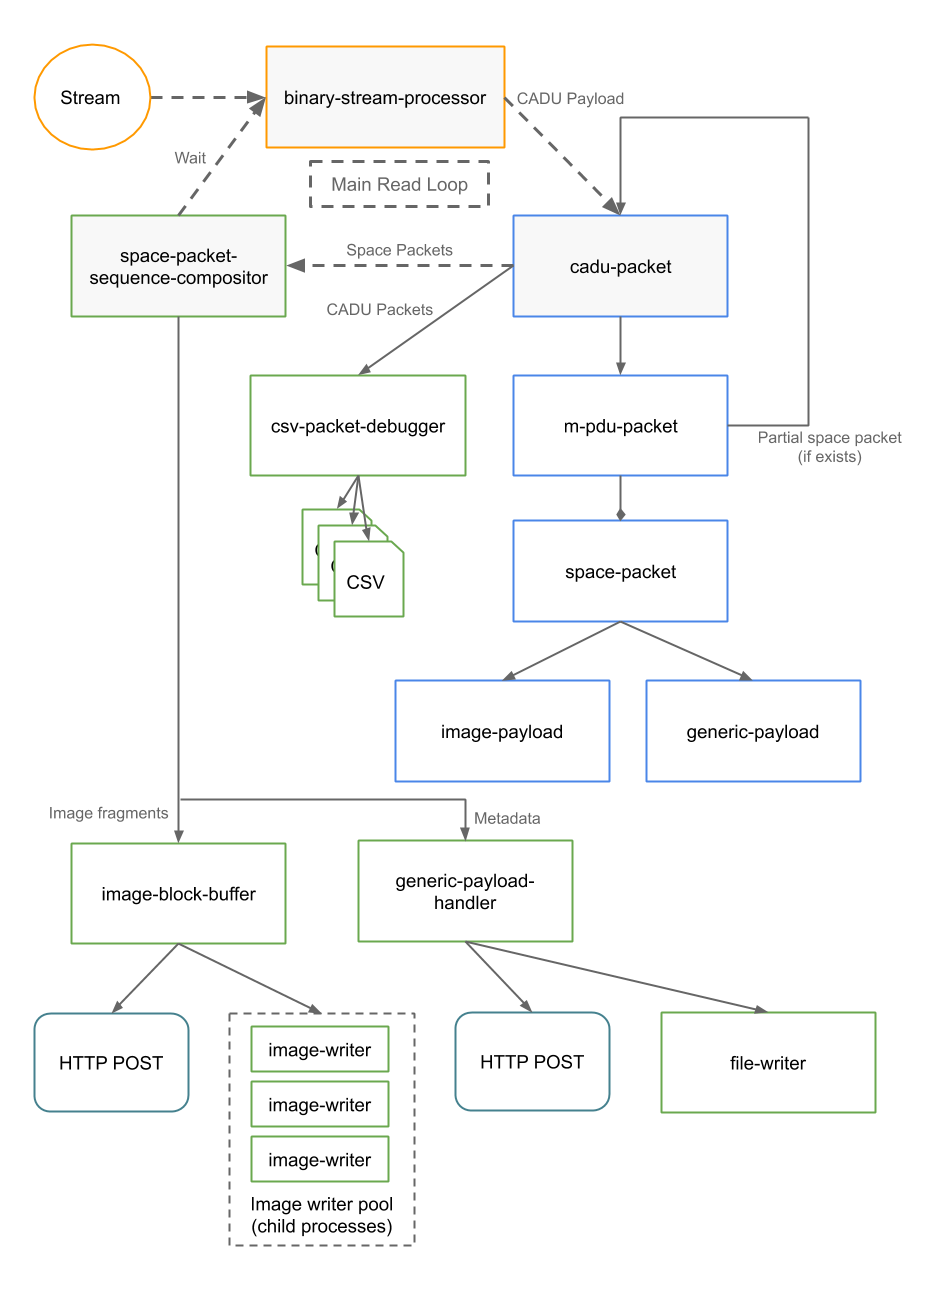 Stream
binary-stream-processor
CADU Payload
Wait
Main Read Loop
space-packet-
sequence-compositor
Space Packets
cadu-packet
CADU Packets
csv-packet-debugger
m-pdu-packet
Partial space packet
(if exists)
CSV
space-packet
image-payload
generic-payload
Image fragments
Metadata
image-block-buffer
generic-payload-
handler
HTTP POST
image-writer
image-writer
image-writer
Image writer pool
(child processes)
HTTP POST
file-writer